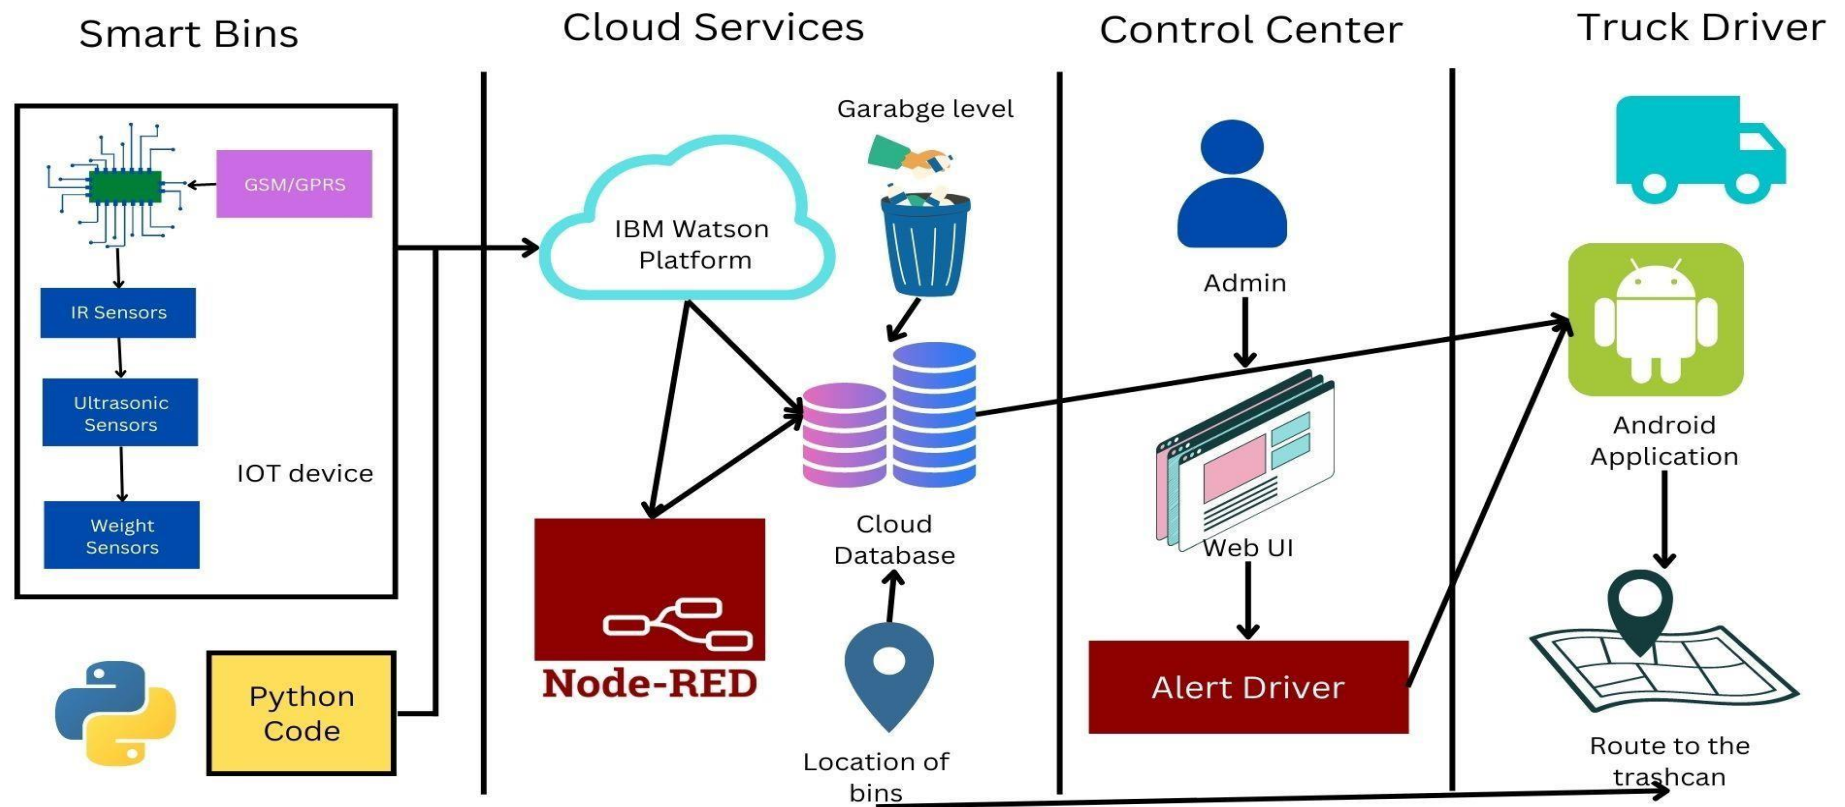 Smart Bins
Cloud Services
Control Center
Truck Driver
GSM/GPRS
IR Sensors
Ultrasonic
Sensors
Weight
Sensors
IOT device
Python
Code
Garabge level
IBM Watson
Platform
Cloud
Database
Node-RED
Location of
bins
Admin
Web UI
Alert Driver
Android
Application
Route to the
trashcan